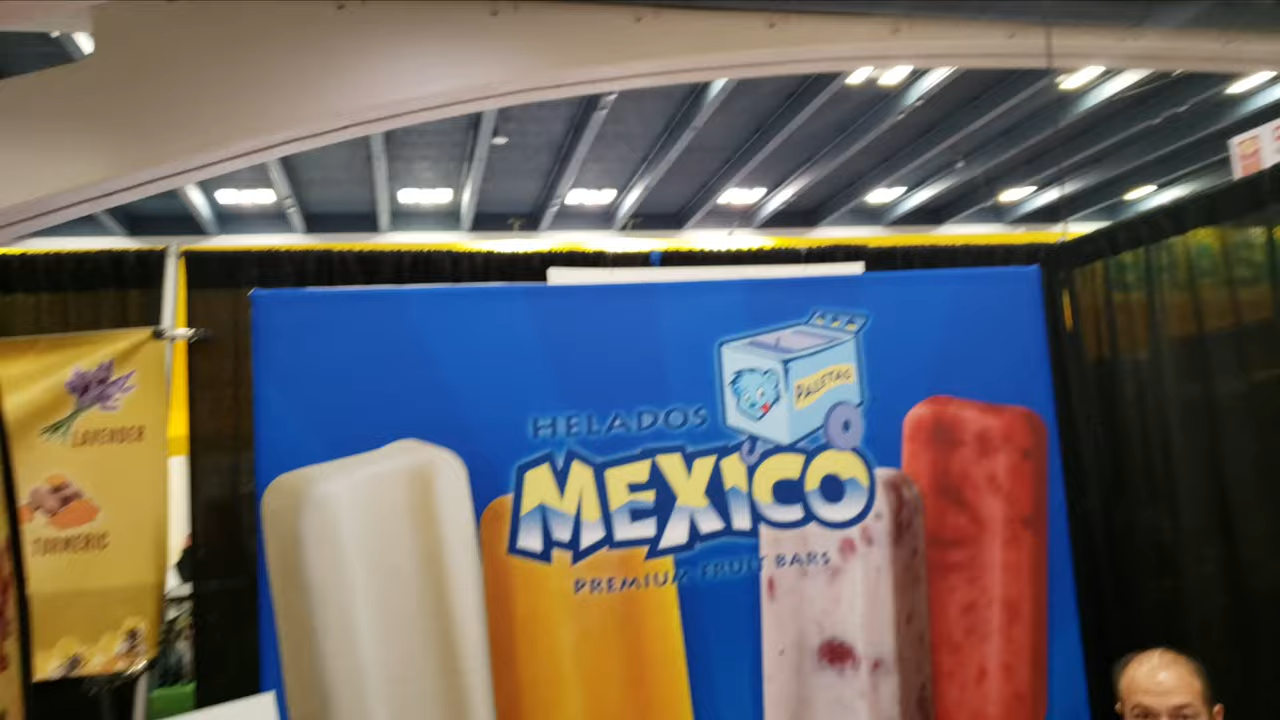 HELADOS
PALETAS
MEXICO
PREMIUM FRUIT BARS
LAVENDER
TURMERIC